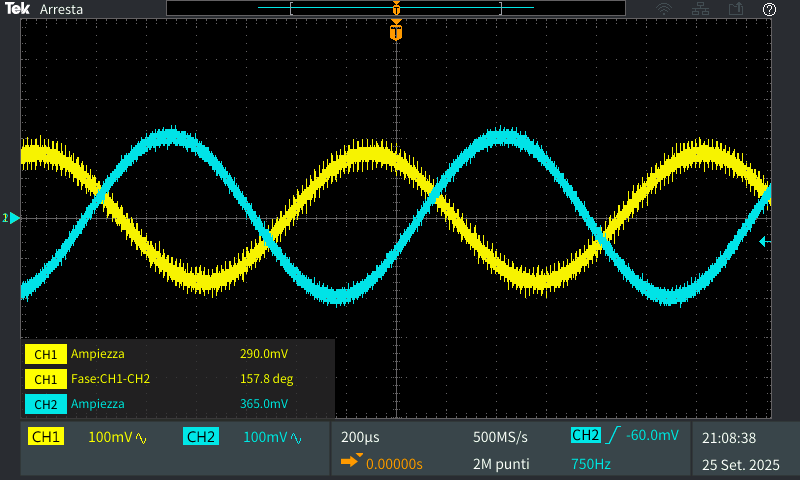 Tek Arresta
T
T
?
CH1 Ampiezza 290.0mV
CH1 Fase:CH1-CH2 157.8 deg
CH2 Ampiezza 365.0mV
CH1 100mV CH2 100mV 200µs 500MS/s CH2 -60.0mV 21:08:38
0.00000s 2M punti 750Hz 25 Set. 2025